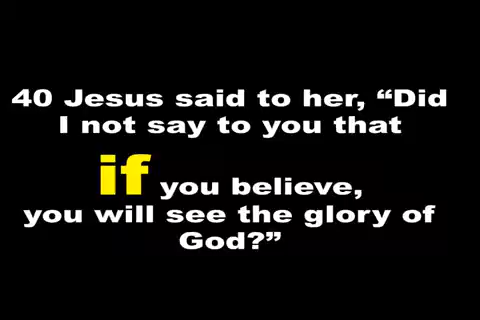 40 Jesus said to her, “Did
I not say to you that
if you believe,
you will see the glory of
God?”